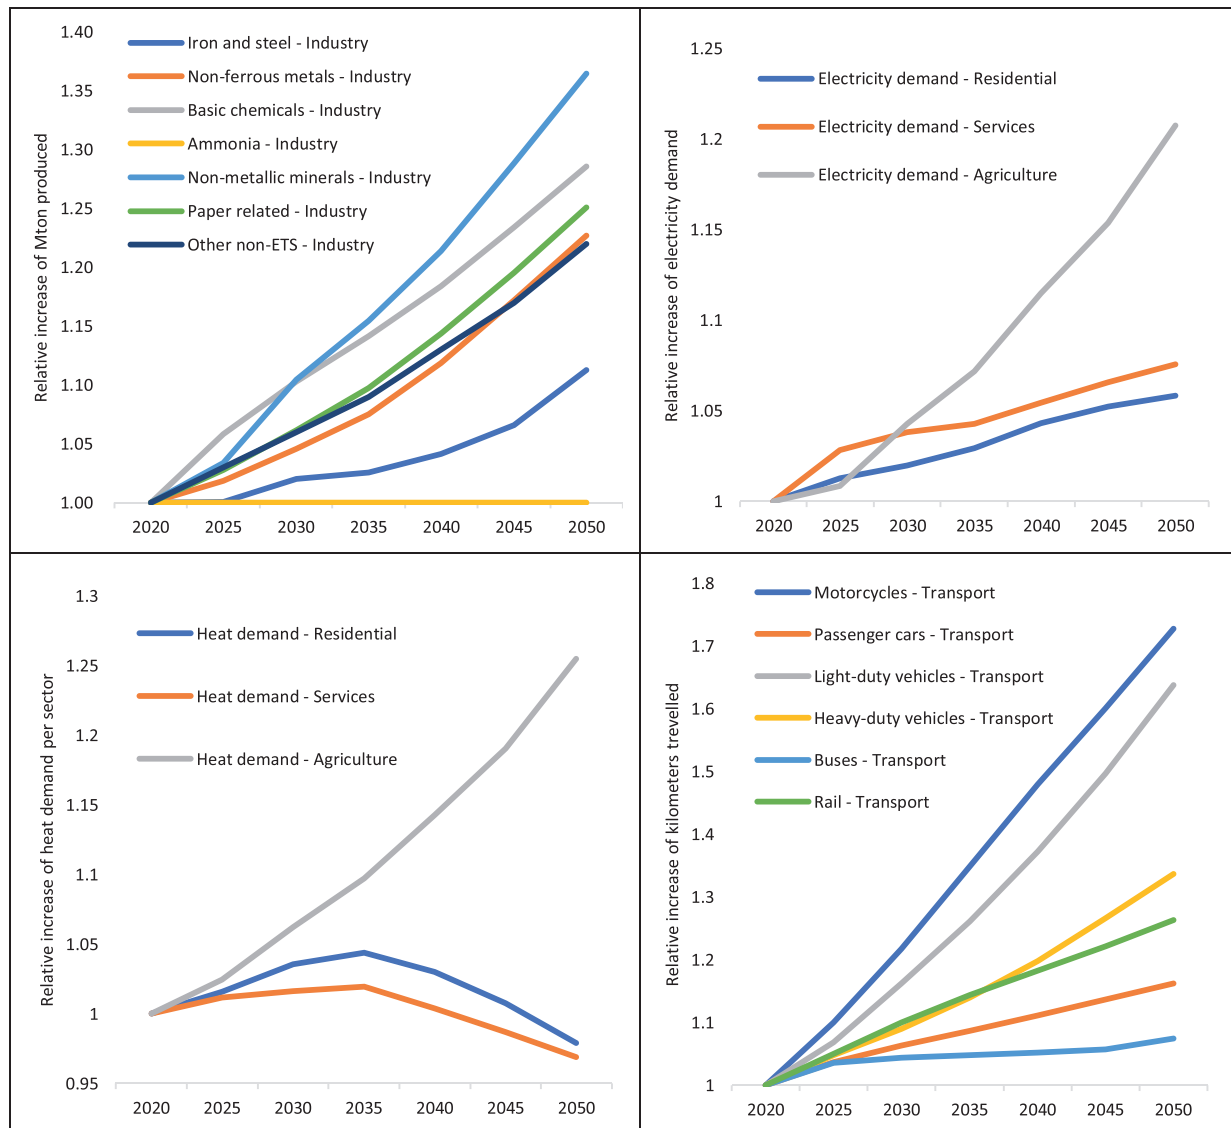 Relative increase of Mton produced
1.40
1.35
1.30
1.25
1.20
1.15
1.10
1.05
1.00
Iron and steel - Industry
Non-ferrous metals - Industry
Basic chemicals - Industry
Ammonia - Industry
Non-metallic minerals - Industry
Paper related - Industry
Other non-ETS - Industry
2020 2025 2030 2035 2040 2045 2050
Relative increase of electricity demand
1.25
1.2
1.15
1.1
1.05
1
Electricity demand - Residential
Electricity demand - Services
Electricity demand - Agriculture
2020 2025 2030 2035 2040 2045 2050
Relative increase of heat demand per sector
1.3
1.25
1.2
1.15
1.1
1.05
1
0.95
Heat demand - Residential
Heat demand - Services
Heat demand - Agriculture
2020 2025 2030 2035 2040 2045 2050
Relative increase of kilometers trevelled
1.8
1.7
1.6
1.5
1.4
1.3
1.2
1.1
1
Motorcycles - Transport
Passenger cars - Transport
Light-duty vehicles - Transport
Heavy-duty vehicles - Transport
Buses - Transport
Rail - Transport
2020 2025 2030 2035 2040 2045 2050